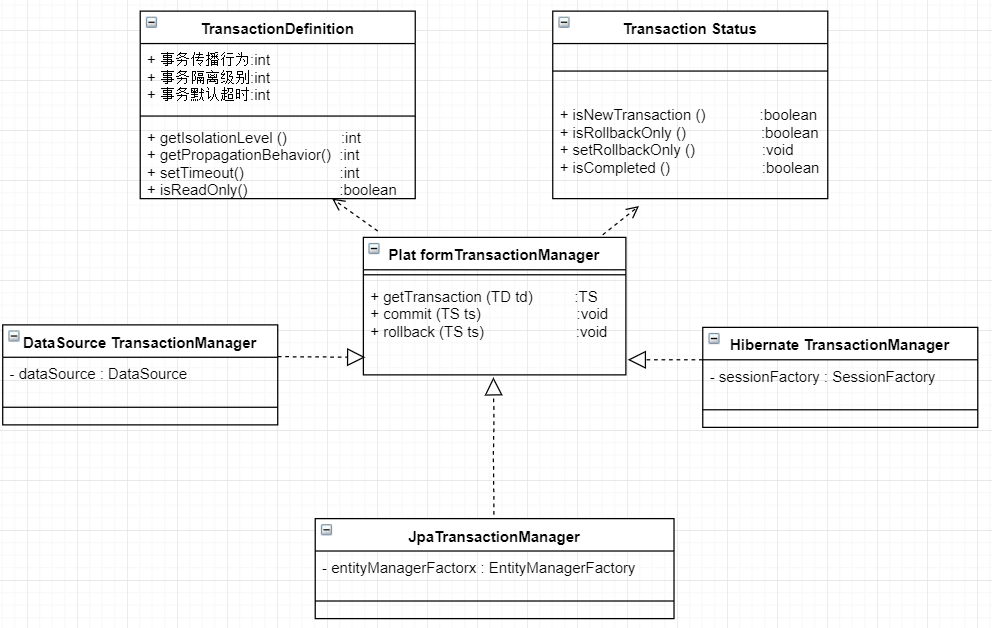 TransactionDefinition
+ 事务传播行为:int
+ 事务隔离级别:int
+ 事务默认超时:int
+ getIsolationLevel () :int
+ getPropagationBehavior() :int
+ setTimeout() :int
+ isReadOnly() :boolean
Transaction Status
+ isNewTransaction () :boolean
+ isRollbackOnly () :boolean
+ setRollbackOnly () :void
+ isCompleted () :boolean
Plat formTransactionManager
+ getTransaction (TD td) :TS
+ commit (TS ts) :void
+ rollback (TS ts) :void
DataSource TransactionManager
- dataSource : DataSource
Hibernate TransactionManager
- sessionFactory : SessionFactory
JpaTransactionManager
- entityManagerFactorx : EntityManagerFactory